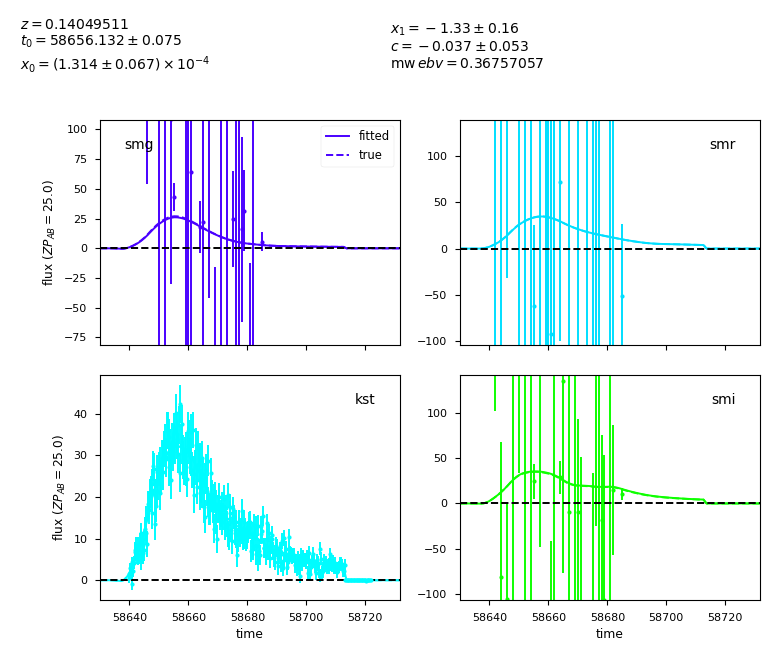 z = 0.14049511
t₀ = 58656.132 ± 0.075
x₀ = (1.314 ± 0.067) × 10⁻⁴
x₁ = −1.33 ± 0.16
c = −0.037 ± 0.053
mw ebv = 0.36757057
smg
fitted
true
100
75
50
25
0
−25
−50
−75
flux (ZP_AB = 25.0)
smr
100
50
0
−50
−100
kst
40
30
20
10
0
flux (ZP_AB = 25.0)
58640 58660 58680 58700 58720
time
smi
100
50
0
−50
−100
58640 58660 58680 58700 58720
time